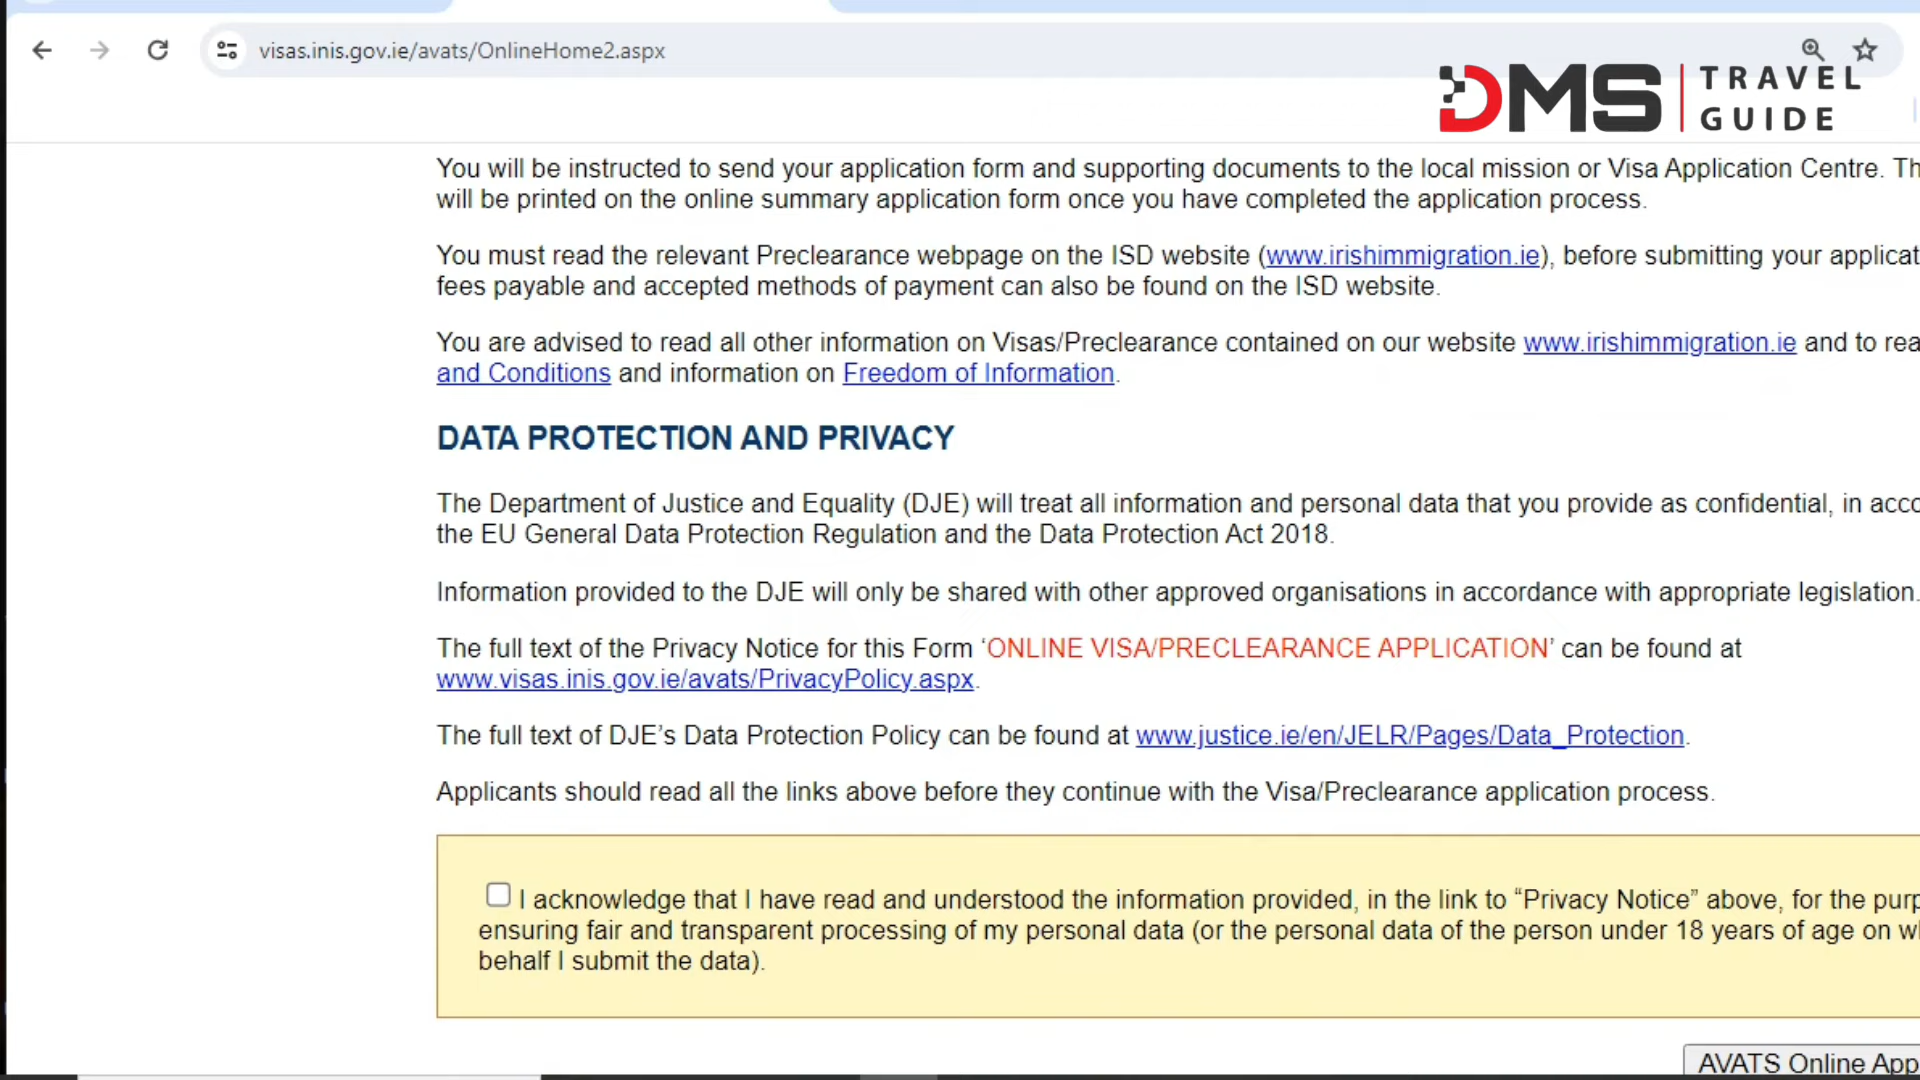 visas.inis.gov.ie/avats/OnlineHome2.aspx
DMS TRAVEL
GUIDE
You will be instructed to send your application form and supporting documents to the local mission or Visa Application Centre.
will be printed on the online summary application form once you have completed the application process.
You must read the relevant Preclearance webpage on the ISD website (www.irishimmigration.ie), before submitting your
fees payable and accepted methods of payment can also be found on the ISD website.
You are advised to read all other information on Visas/Preclearance contained on our website www.irishimmigration.ie and to
and Conditions and information on Freedom of Information.
DATA PROTECTION AND PRIVACY
The Department of Justice and Equality (DJE) will treat all information and personal data that you provide as confidential, in
the EU General Data Protection Regulation and the Data Protection Act 2018.
Information provided to the DJE will only be shared with other approved organisations in accordance with appropriate legislation.
The full text of the Privacy Notice for this Form ‘ONLINE VISA/PRECLEARANCE APPLICATION’ can be found at
www.visas.inis.gov.ie/avats/PrivacyPolicy.aspx.
The full text of DJE’s Data Protection Policy can be found at www.justice.ie/en/JELR/Pages/Data_Protection.
Applicants should read all the links above before they continue with the Visa/Preclearance application process.
I acknowledge that I have read and understood the information provided, in the link to “Privacy Notice” above, for the
ensuring fair and transparent processing of my personal data (or the personal data of the person under 18 years of age on
behalf I submit the data).
AVATS Online